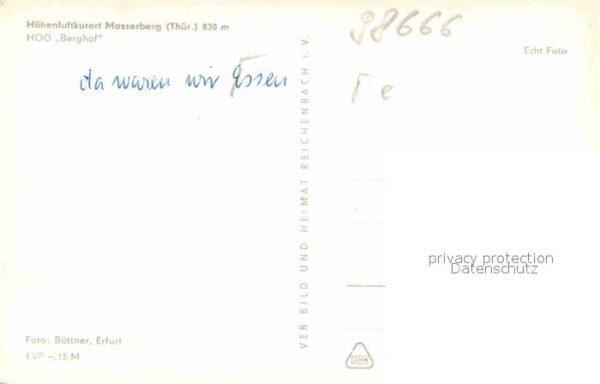 Höhenluftkurort Masserberg (Thür.) 830 m
HOG „Berghof"
da waren wir Essen
Foto: Büttner, Erfurt
EVP –,15 M
VEB BILD UND HEIMAT REICHENBACH i. V.
98666
Echt Foto
T e
privacy protection
Datenschutz